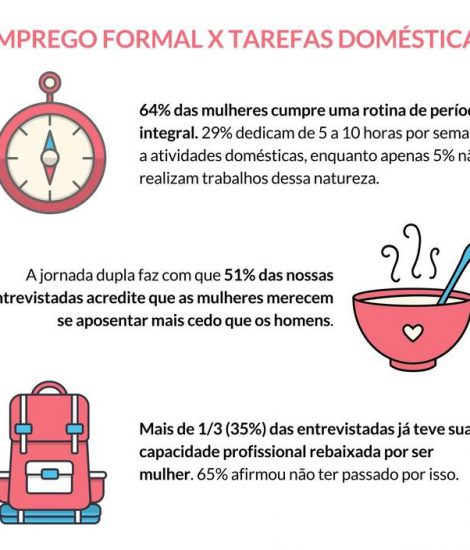 MPREGO FORMAL X TAREFAS DOMÉSTICA
64% das mulheres cumpre uma rotina de períod
integral. 29% dedicam de 5 a 10 horas por sema
a atividades domésticas, enquanto apenas 5% nã
realizam trabalhos dessa natureza.
A jornada dupla faz com que 51% das nossas
ntrevistadas acredite que as mulheres merecem
se aposentar mais cedo que os homens.
Mais de 1/3 (35%) das entrevistadas já teve sua
capacidade profissional rebaixada por ser
mulher. 65% afirmou não ter passado por isso.